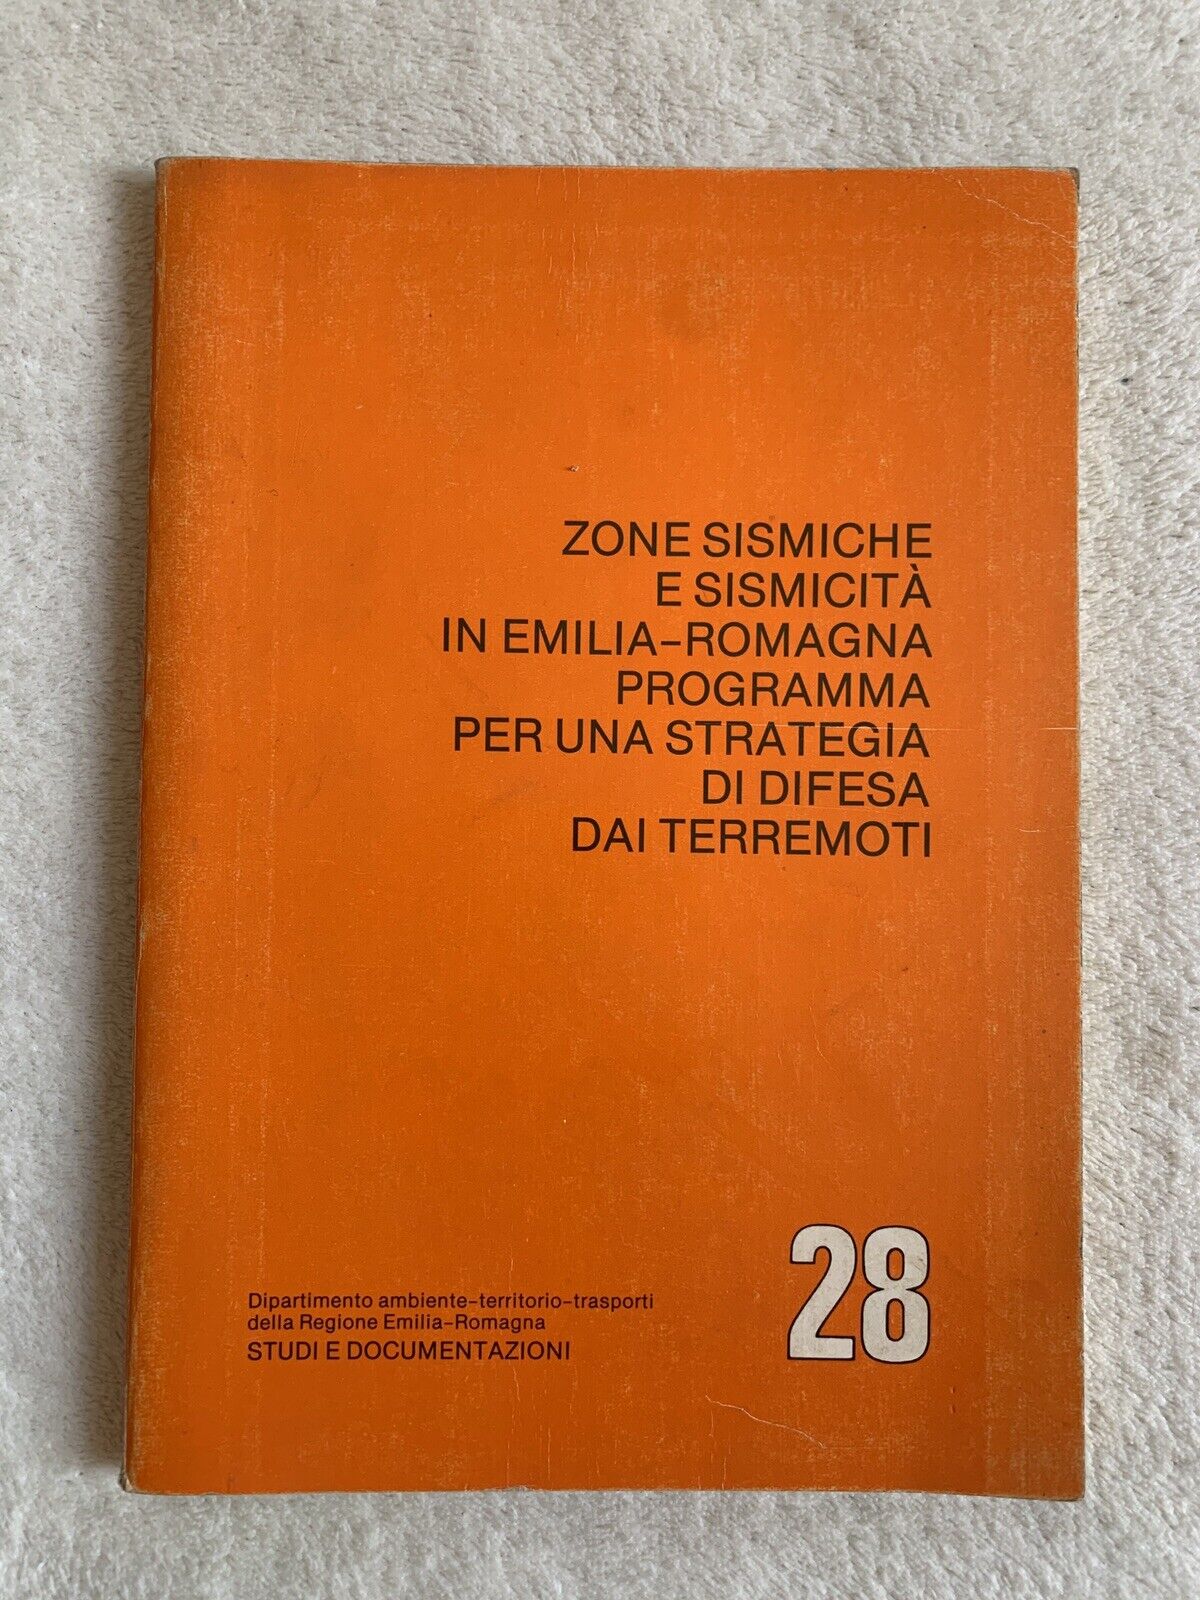 ZONE SISMICHE
E SISMICITÀ
IN EMILIA-ROMAGNA
PROGRAMMA
PER UNA STRATEGIA
DI DIFESA
DAI TERREMOTI
28
Dipartimento ambiente-territorio-trasporti
della Regione Emilia-Romagna
STUDI E DOCUMENTAZIONI